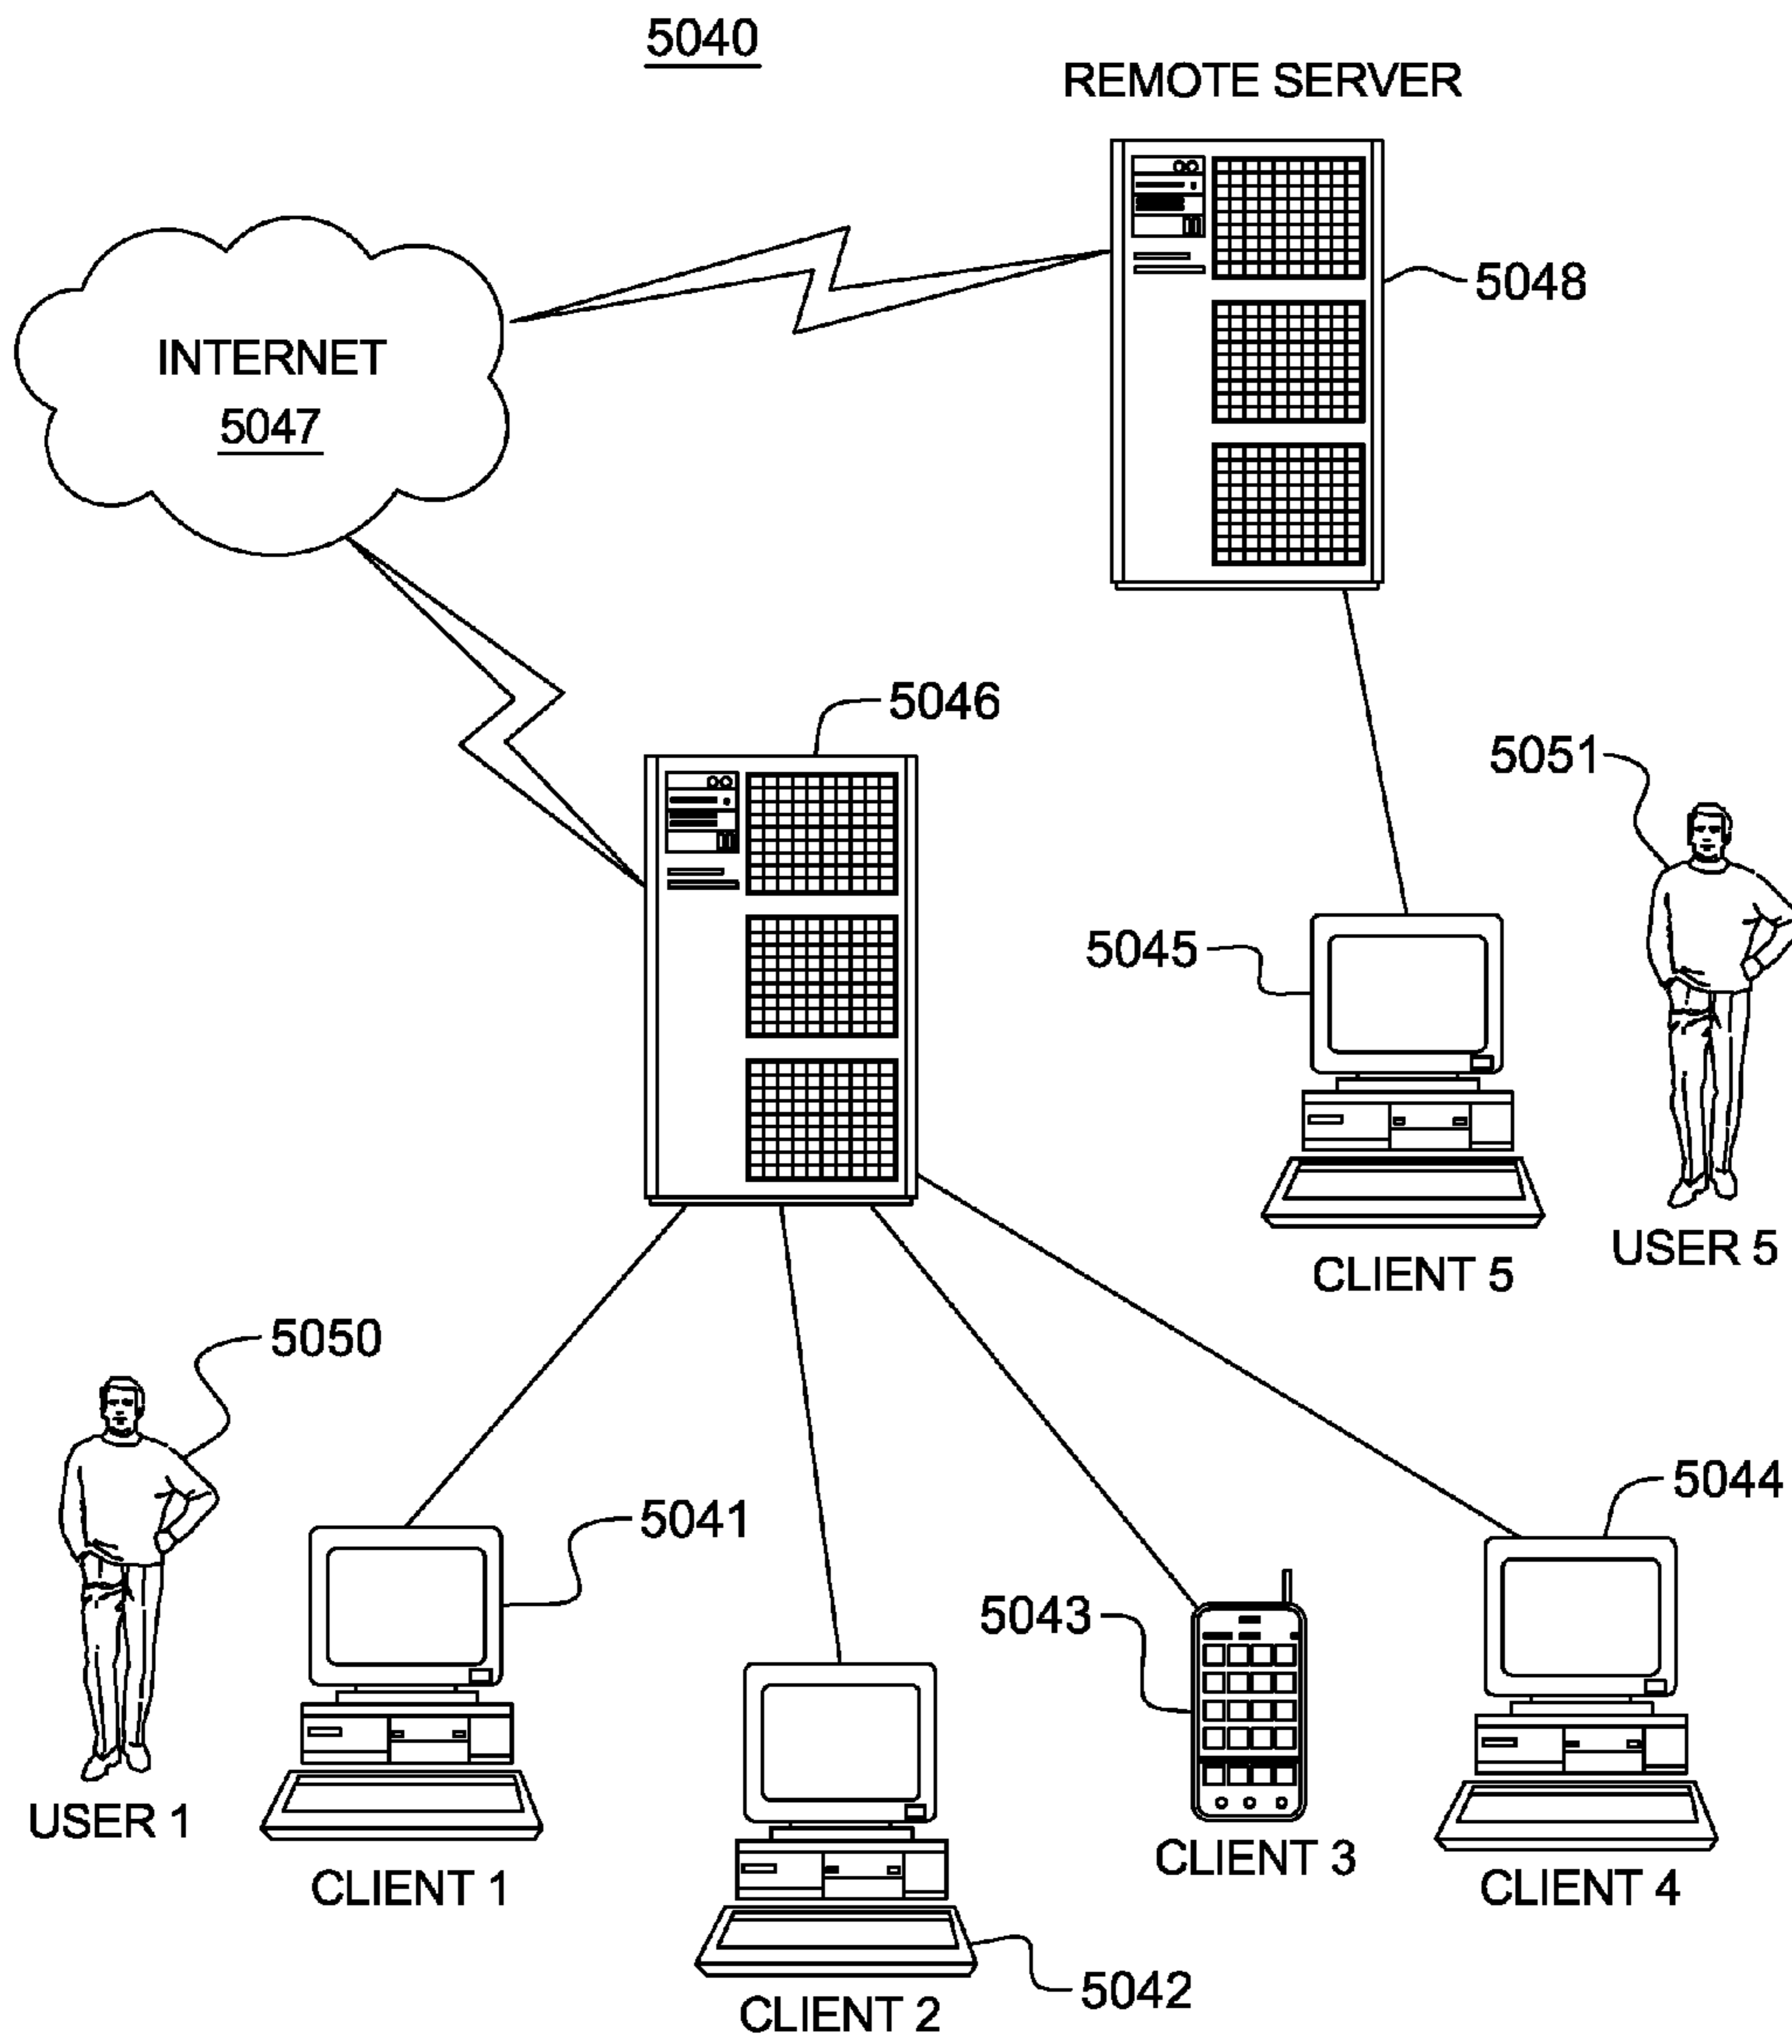 5040
REMOTE SERVER
5048
INTERNET
5047
5046
5051
5045
USER 5
CLIENT 5
5050
5044
5041
5043
USER 1
CLIENT 3
CLIENT 1
CLIENT 4
5042
CLIENT 2